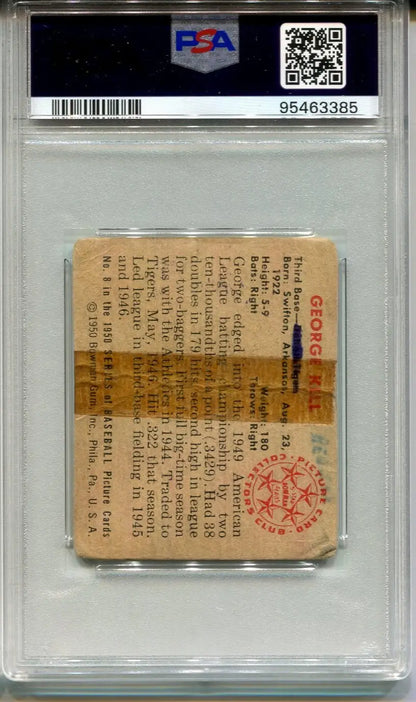 PSA
95463385
GEORGE KELL
Third Base—
Born: Swifton, Arkansas, Aug. 23,
1922
Height: 5-9 Weight: 180
Bats: Right Throws: Right
George edged into the 1949 American
League batting championship by two
ten-thousandths of a point (.3429). Had 38
doubles in 179 hits, second high in league
for two-baggers. First full big-time season
was with the Athletics in 1944. Traded to
Tigers, May, 1946. Hit .322 that season.
Led league in third-base fielding in 1945
and 1946.
No. 8 in the 1950 SERIES of BASEBALL Picture Cards
© 1950 Bowman Gum, Inc., Phila., Pa., U. S. A.
PICTURE CARD
COLLECTORS CLUB